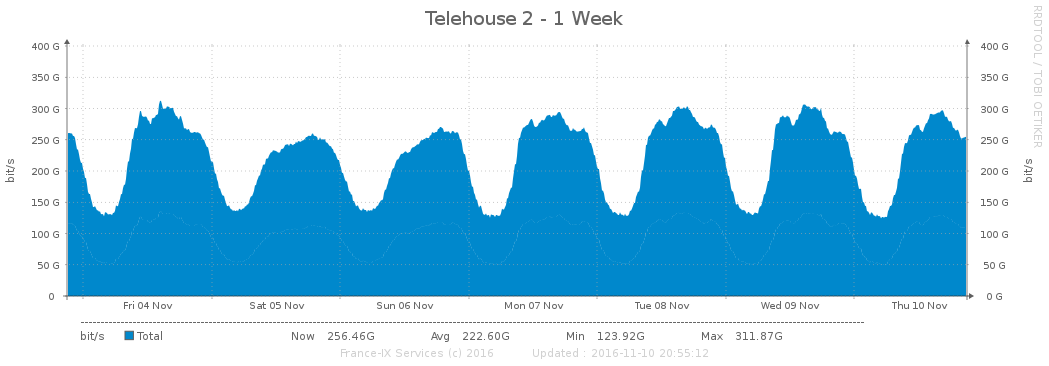 Telehouse 2 - 1 Week
RRDTOOL / TOBI OETIKER
bit/s
bit/s
400 G 400 G
350 G 350 G
300 G 300 G
250 G 250 G
200 G 200 G
150 G 150 G
100 G 100 G
50 G 50 G
0 0 G
Fri 04 Nov Sat 05 Nov Sun 06 Nov Mon 07 Nov Tue 08 Nov Wed 09 Nov Thu 10 Nov
bit/s Total Now 256.46G Avg 222.60G Min 123.92G Max 311.87G
France-IX Services (c) 2016 Updated : 2016-11-10 20:55:12